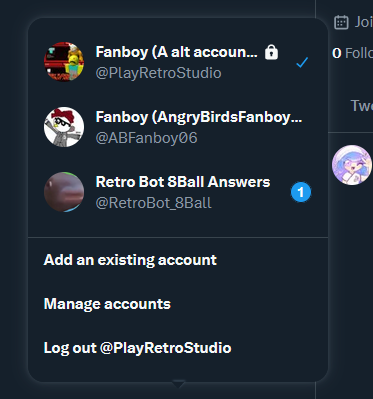 Fanboy (A alt accoun...
@PlayRetroStudio
Fanboy (AngryBirdsFanboy...
@ABFanboy06
Retro Bot 8Ball Answers
@RetroBot_8Ball
1
Add an existing account
Manage accounts
Log out @PlayRetroStudio
Joi
0 Follo
Twe